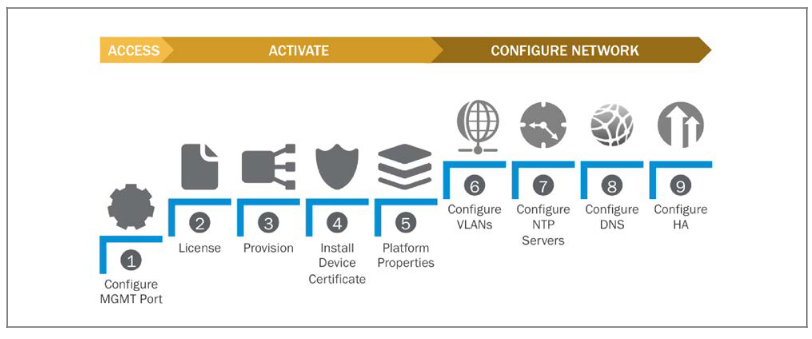 ACCESS
ACTIVATE
CONFIGURE NETWORK
1
Configure
MGMT Port
2
License
3
Provision
4
Install
Device
Certificate
5
Platform
Properties
6
Configure
VLANs
7
Configure
NTP
Servers
8
Configure
DNS
9
Configure
HA